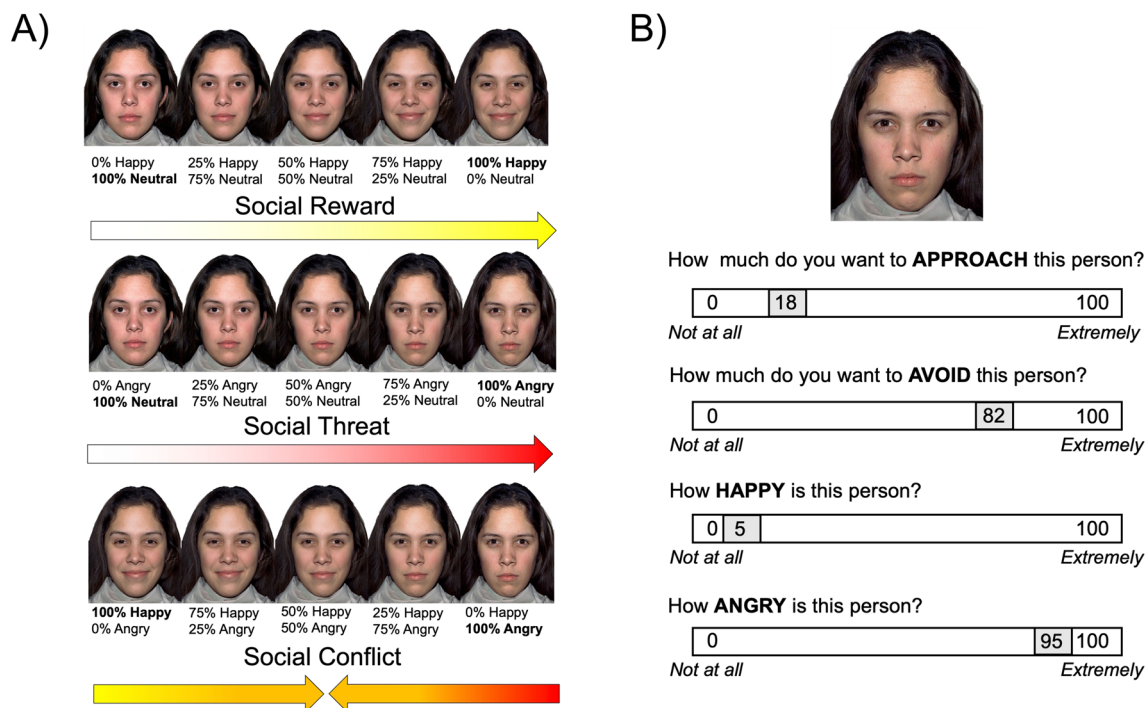 A)
0% Happy 25% Happy 50% Happy 75% Happy 100% Happy
100% Neutral 75% Neutral 50% Neutral 25% Neutral 0% Neutral
Social Reward
0% Angry 25% Angry 50% Angry 75% Angry 100% Angry
100% Neutral 75% Neutral 50% Neutral 25% Neutral 0% Neutral
Social Threat
100% Happy 75% Happy 50% Happy 25% Happy 0% Happy
0% Angry 25% Angry 50% Angry 75% Angry 100% Angry
Social Conflict
B)
How much do you want to APPROACH this person?
0 18 100
Not at all Extremely
How much do you want to AVOID this person?
0 82 100
Not at all Extremely
How HAPPY is this person?
0 5 100
Not at all Extremely
How ANGRY is this person?
0 95 100
Not at all Extremely